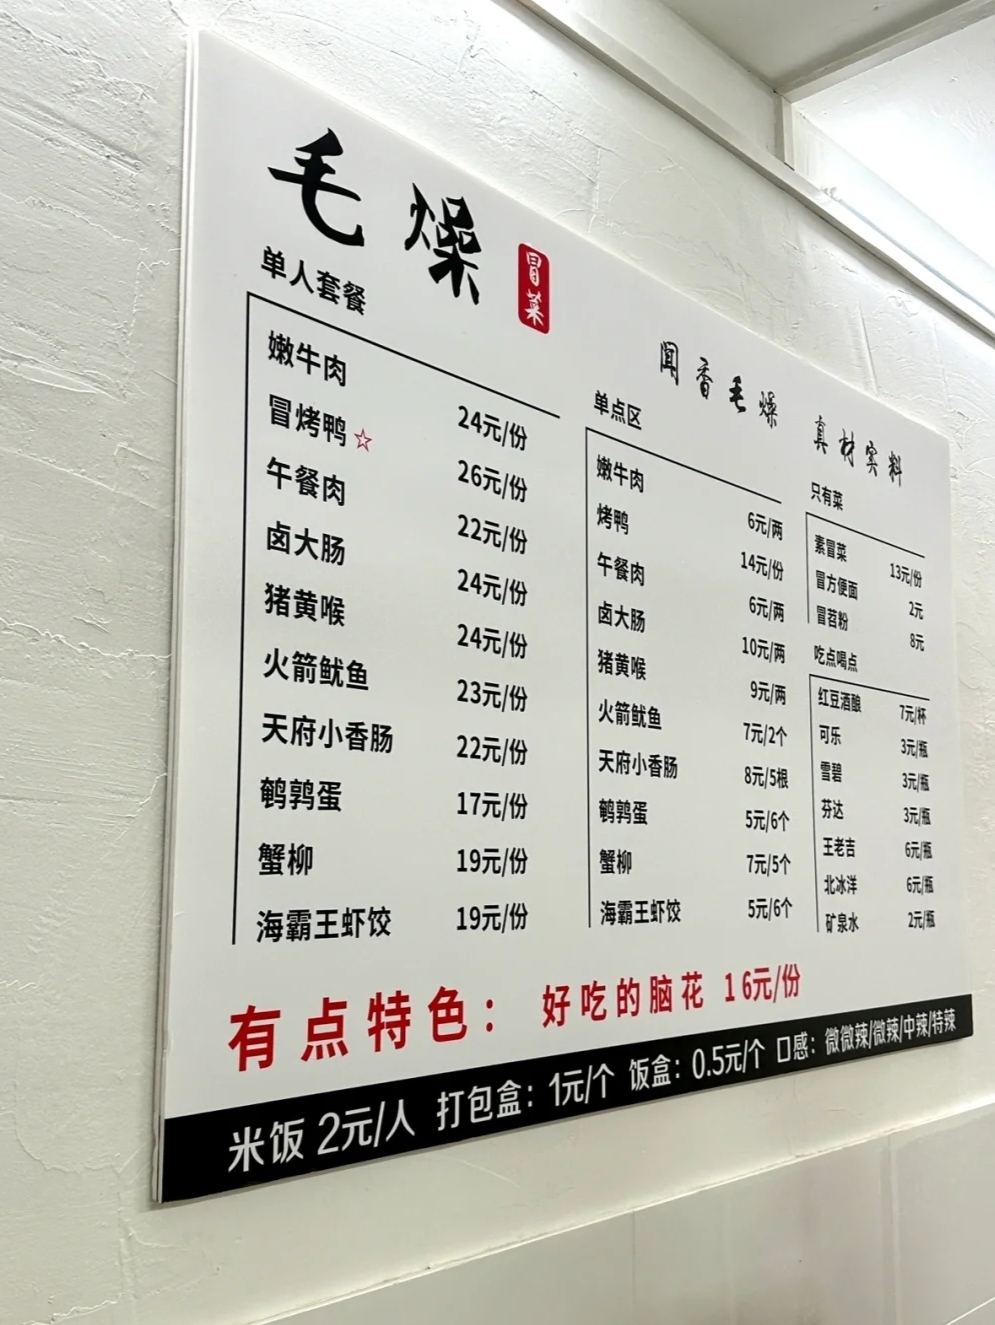 毛燥 冒菜
闻香毛燥 真材实料
单人套餐
嫩牛肉 24元/份
冒烤鸭☆ 26元/份
午餐肉 22元/份
卤大肠 24元/份
猪黄喉 24元/份
火箭鱿鱼 23元/份
天府小香肠 22元/份
鹌鹑蛋 17元/份
蟹柳 19元/份
海霸王虾饺 19元/份
单点区
嫩牛肉 6元/两
烤鸭 14元/份
午餐肉 6元/两
卤大肠 10元/两
猪黄喉 9元/两
火箭鱿鱼 7元/2个
天府小香肠 8元/5根
鹌鹑蛋 5元/6个
蟹柳 7元/5个
海霸王虾饺 5元/6个
只有菜
素冒菜 13元/份
冒方便面 2元
冒苕粉 8元
吃点喝点
红豆酒酿 7元/杯
可乐 3元/瓶
雪碧 3元/瓶
芬达 3元/瓶
王老吉 6元/瓶
北冰洋 6元/瓶
矿泉水 2元/瓶
有点特色： 好吃的脑花 16元/份
米饭 2元/人 打包盒：1元/个 饭盒：0.5元/个 口感：微微辣/微辣/中辣/特辣